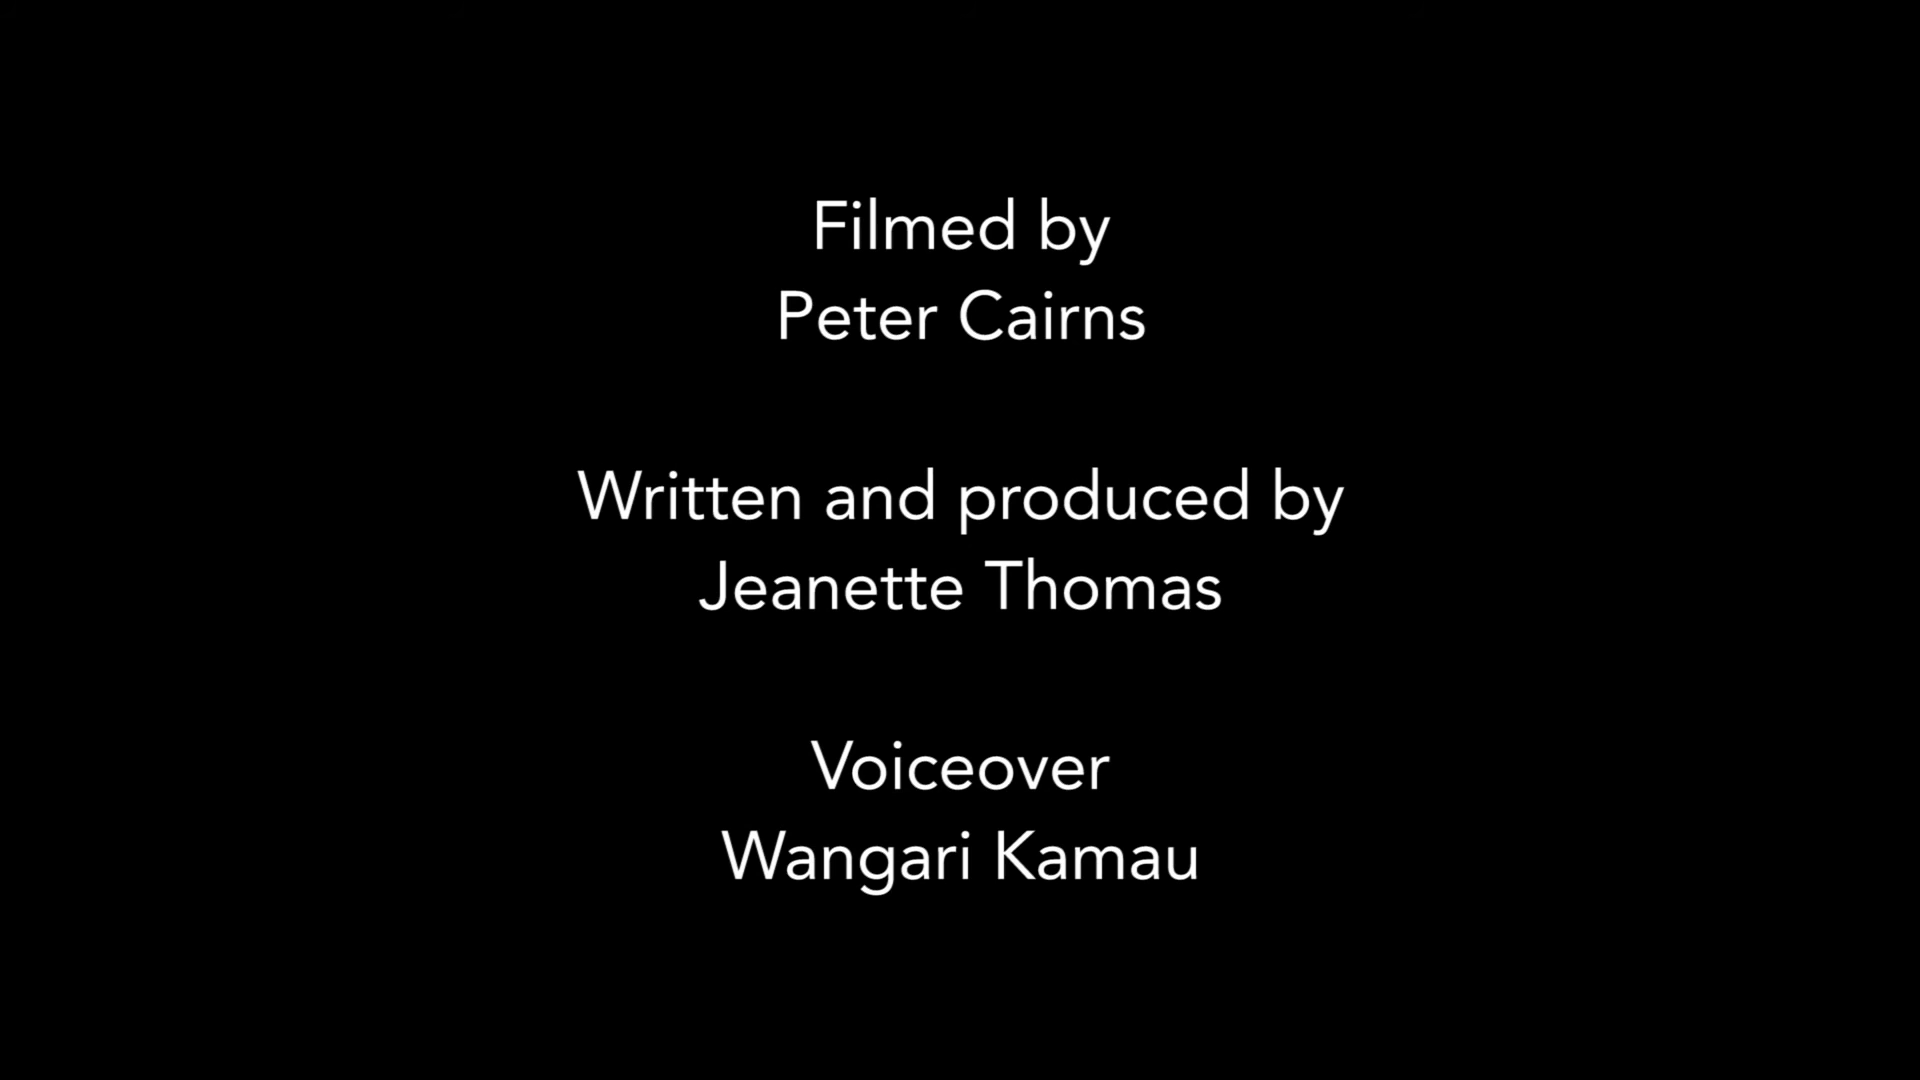 Filmed by
Peter Cairns
Written and produced by
Jeanette Thomas
Voiceover
Wangari Kamau